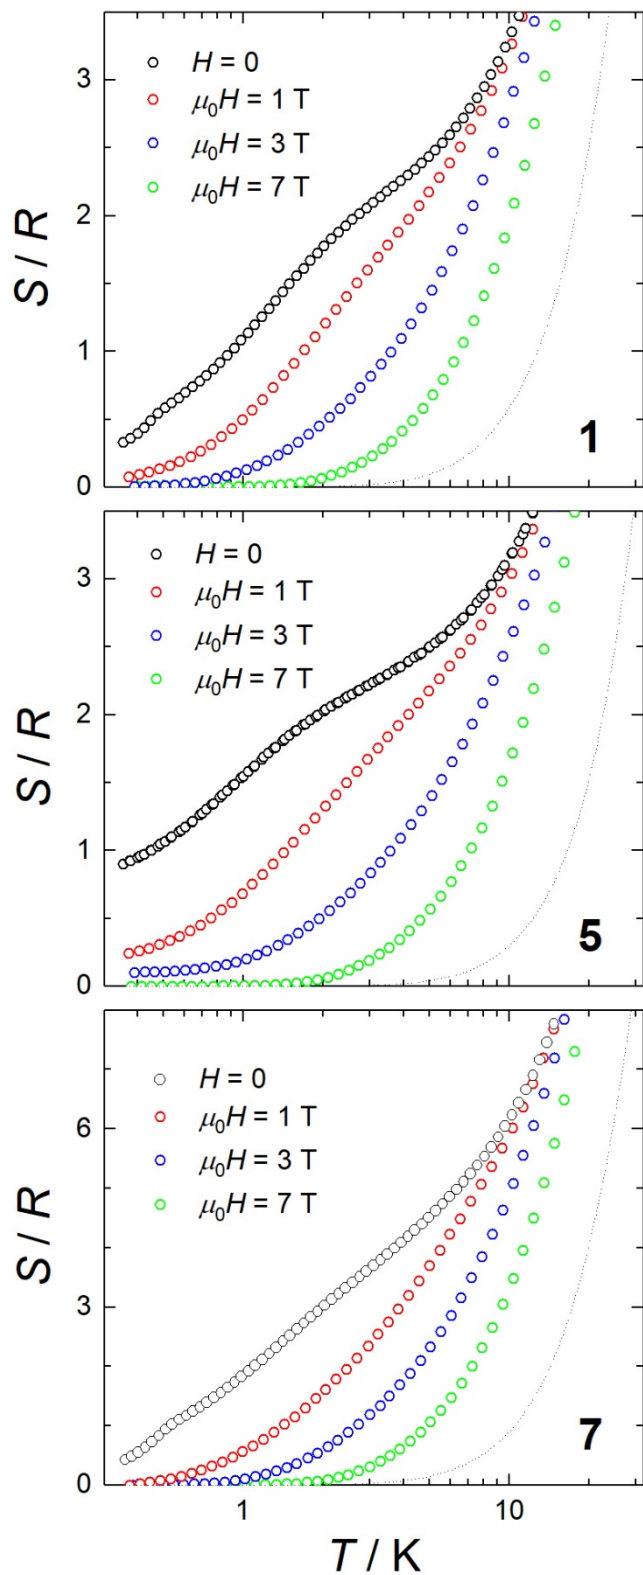 3
2
1
0
S / R
H = 0
μ₀H = 1 T
μ₀H = 3 T
μ₀H = 7 T
1
3
2
1
0
S / R
H = 0
μ₀H = 1 T
μ₀H = 3 T
μ₀H = 7 T
5
6
3
0
S / R
H = 0
μ₀H = 1 T
μ₀H = 3 T
μ₀H = 7 T
7
1 10
T / K